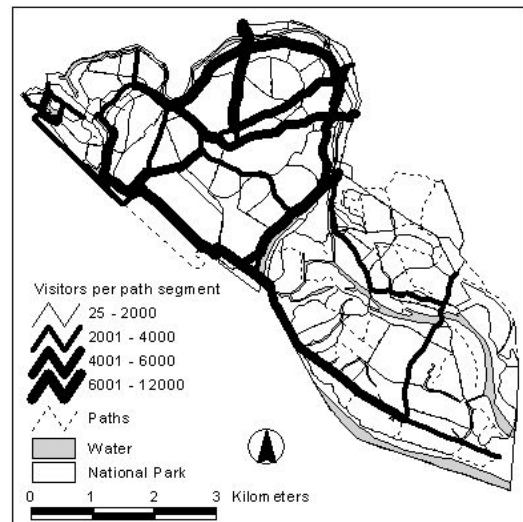 Visitors per path segment
25 - 2000
2001 - 4000
4001 - 6000
6001 - 12000
Paths
Water
National Park
0 1 2 3 Kilometers